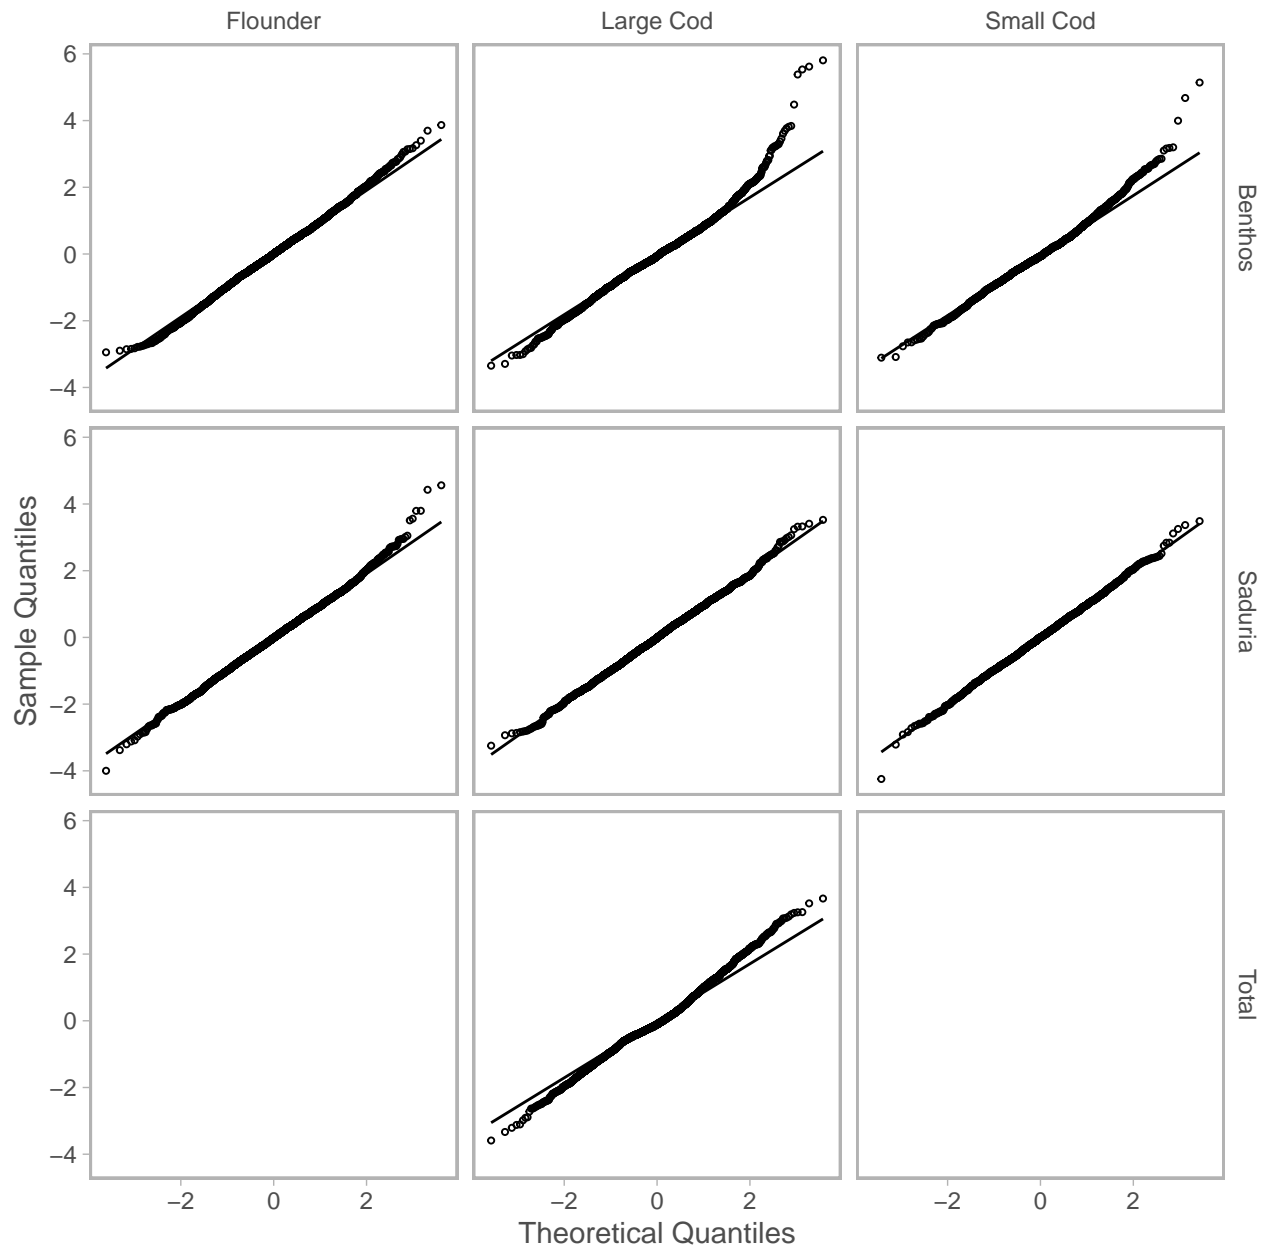 Flounder Large Cod Small Cod
6
4
2
0
−2
−4
Benthos
6
4
2
0
−2
−4
Saduria
6
4
2
0
−2
−4
Total
Sample Quantiles
−2 0 2 −2 0 2 −2 0 2
Theoretical Quantiles